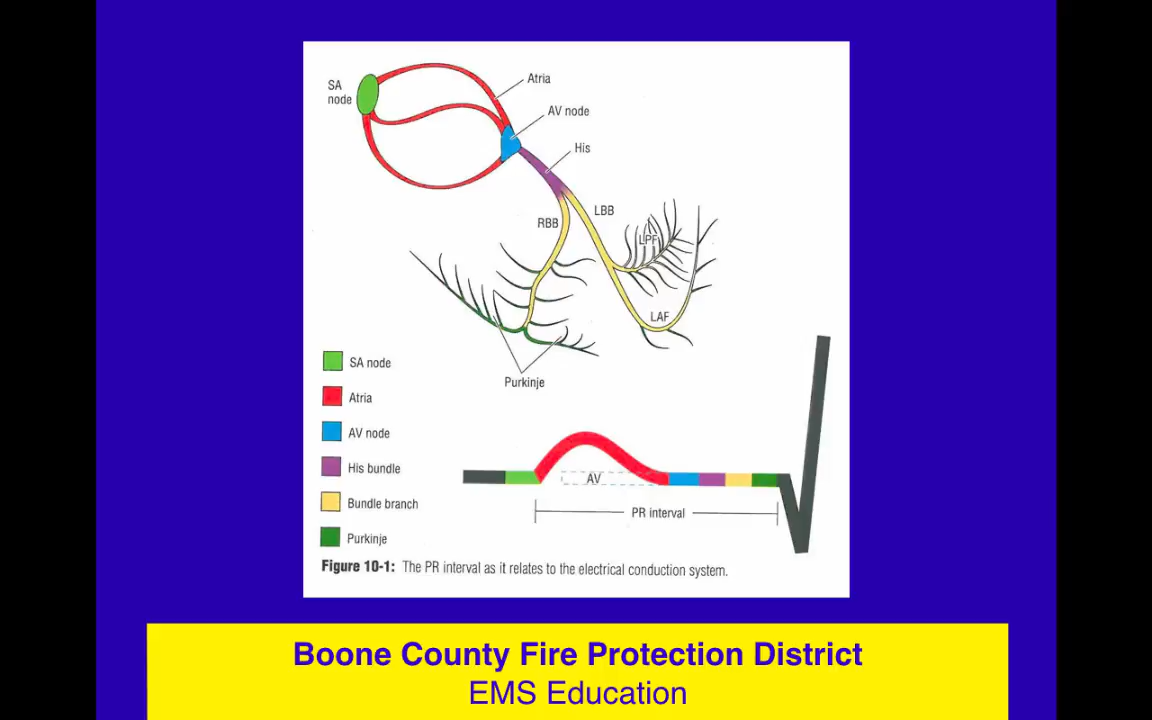 SA
node
Atria
AV node
His
RBB
LBB
LPF
LAF
Purkinje
SA node
Atria
AV node
His bundle
Bundle branch
Purkinje
AV
PR interval
Figure 10-1: The PR interval as it relates to the electrical conduction system.
Boone County Fire Protection District
EMS Education